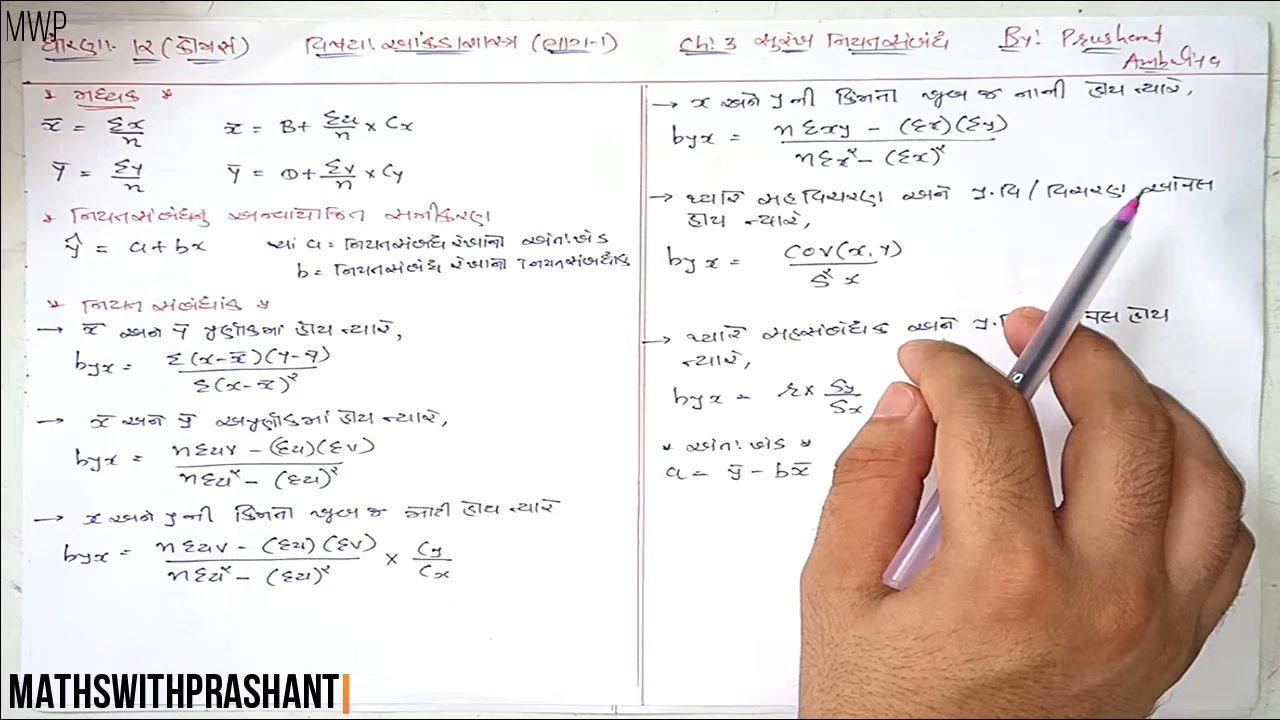 MWP
ધોરણ: 12 (કોમર્સ) વિષય: આંકડાશાસ્ત્ર (ભાગ-1) Ch: 3 સુરેખ નિયતસંબંધ By: Prashant
Ambaliya
* મધ્યક *
x̄ = Σx/n x̄ = B + Σu/n × Cx
ȳ = Σy/n ȳ = D + Σv/n × Cy
* નિયતસંબંધનું અન્વાયોજિત સમીકરણ
ŷ = a + bx જ્યાં a = નિયતસંબંધ રેખાનો અંત:ખંડ
b = નિયતસંબંધ રેખાનો નિયતસંબંધાંક
* નિયત સંબંધાંક *
→ x̄ અને ȳ પૂર્ણાંકમાં હોય ત્યારે,
byx = Σ(x-x̄)(y-ȳ) / Σ(x-x̄)²
→ x̄ અને ȳ અપૂર્ણાંકમાં હોય ત્યારે,
byx = nΣuv - (Σu)(Σv) / nΣu² - (Σu)²
→ x અને y ની કિંમતો ખૂબ જ મોટી હોય ત્યારે
byx = nΣuv - (Σu)(Σv) / nΣu² - (Σu)² × Cy/Cx
→ x અને y ની કિંમતો ખૂબ જ નાની હોય ત્યારે,
byx = nΣxy - (Σx)(Σy) / nΣx² - (Σx)²
→ જ્યારે સહવિચરણ અને પ્ર.વિ / વિચરણ આપેલ
હોય ત્યારે,
byx = COV(x, y) / S²x
→ જ્યારે સહસંબંધાંક અને પ્ર. હોય
ત્યારે,
byx = r × Sy/Sx
* અંત:ખંડ *
a = ȳ - bx̄
MATHSWITHPRASHANT